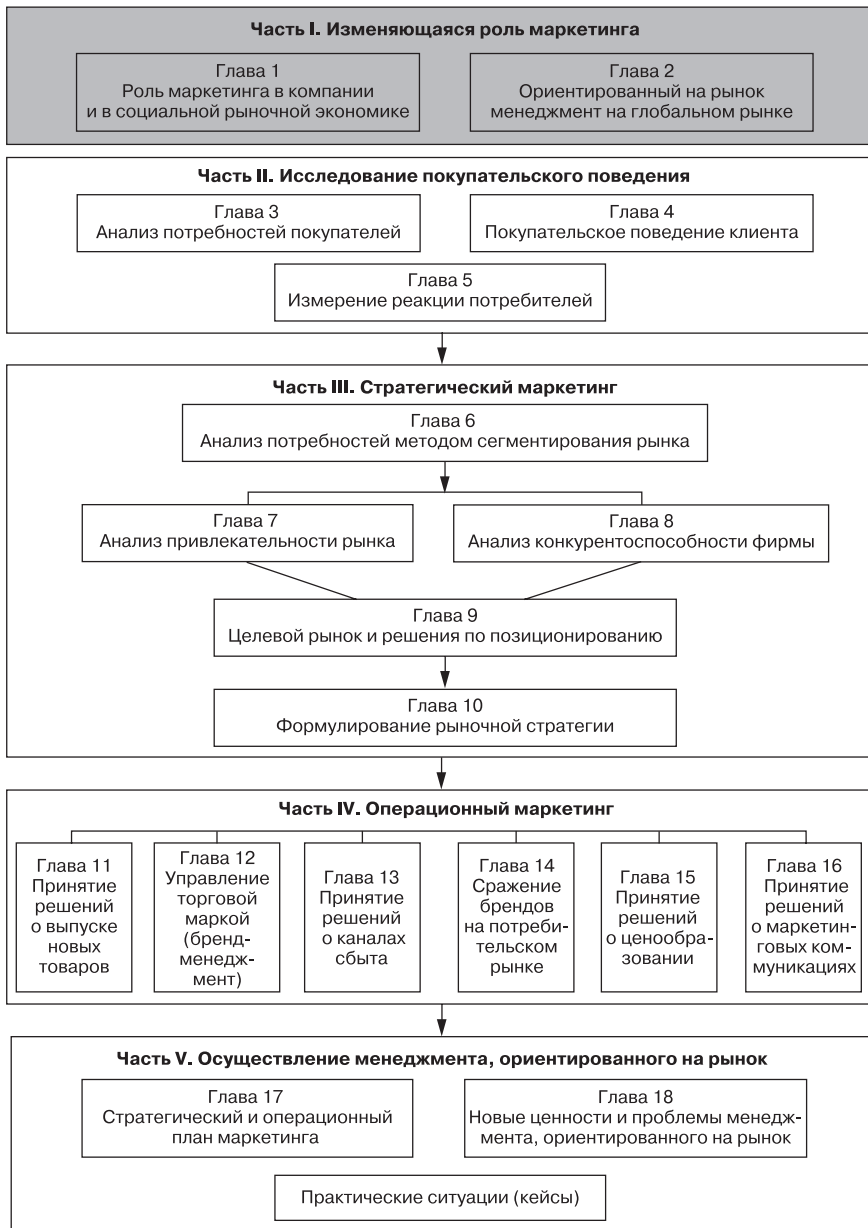 Часть I. Изменяющаяся роль маркетинга
Глава 1
Роль маркетинга в компании
и в социальной рыночной экономике
Глава 2
Ориентированный на рынок
менеджмент на глобальном рынке
Часть II. Исследование покупательского поведения
Глава 3
Анализ потребностей покупателей
Глава 4
Покупательское поведение клиента
Глава 5
Измерение реакции потребителей
Часть III. Стратегический маркетинг
Глава 6
Анализ потребностей методом сегментирования рынка
Глава 7
Анализ привлекательности рынка
Глава 8
Анализ конкурентоспособности фирмы
Глава 9
Целевой рынок и решения по позиционированию
Глава 10
Формулирование рыночной стратегии
Часть IV. Операционный маркетинг
Глава 11
Принятие
решений
о выпуске
новых
товаров
Глава 12
Управление
торговой
маркой
(бренд-
менедж-
мент)
Глава 13
Принятие
решений
о каналах
сбыта
Глава 14
Сражение
брендов
на потреби-
тельском
рынке
Глава 15
Принятие
решений
о ценообра-
зовании
Глава 16
Принятие
решений
о маркетин-
говых ком-
муникациях
Часть V. Осуществление менеджмента, ориентированного на рынок
Глава 17
Стратегический и операционный
план маркетинга
Глава 18
Новые ценности и проблемы менедж-
мента, ориентированного на рынок
Практические ситуации (кейсы)